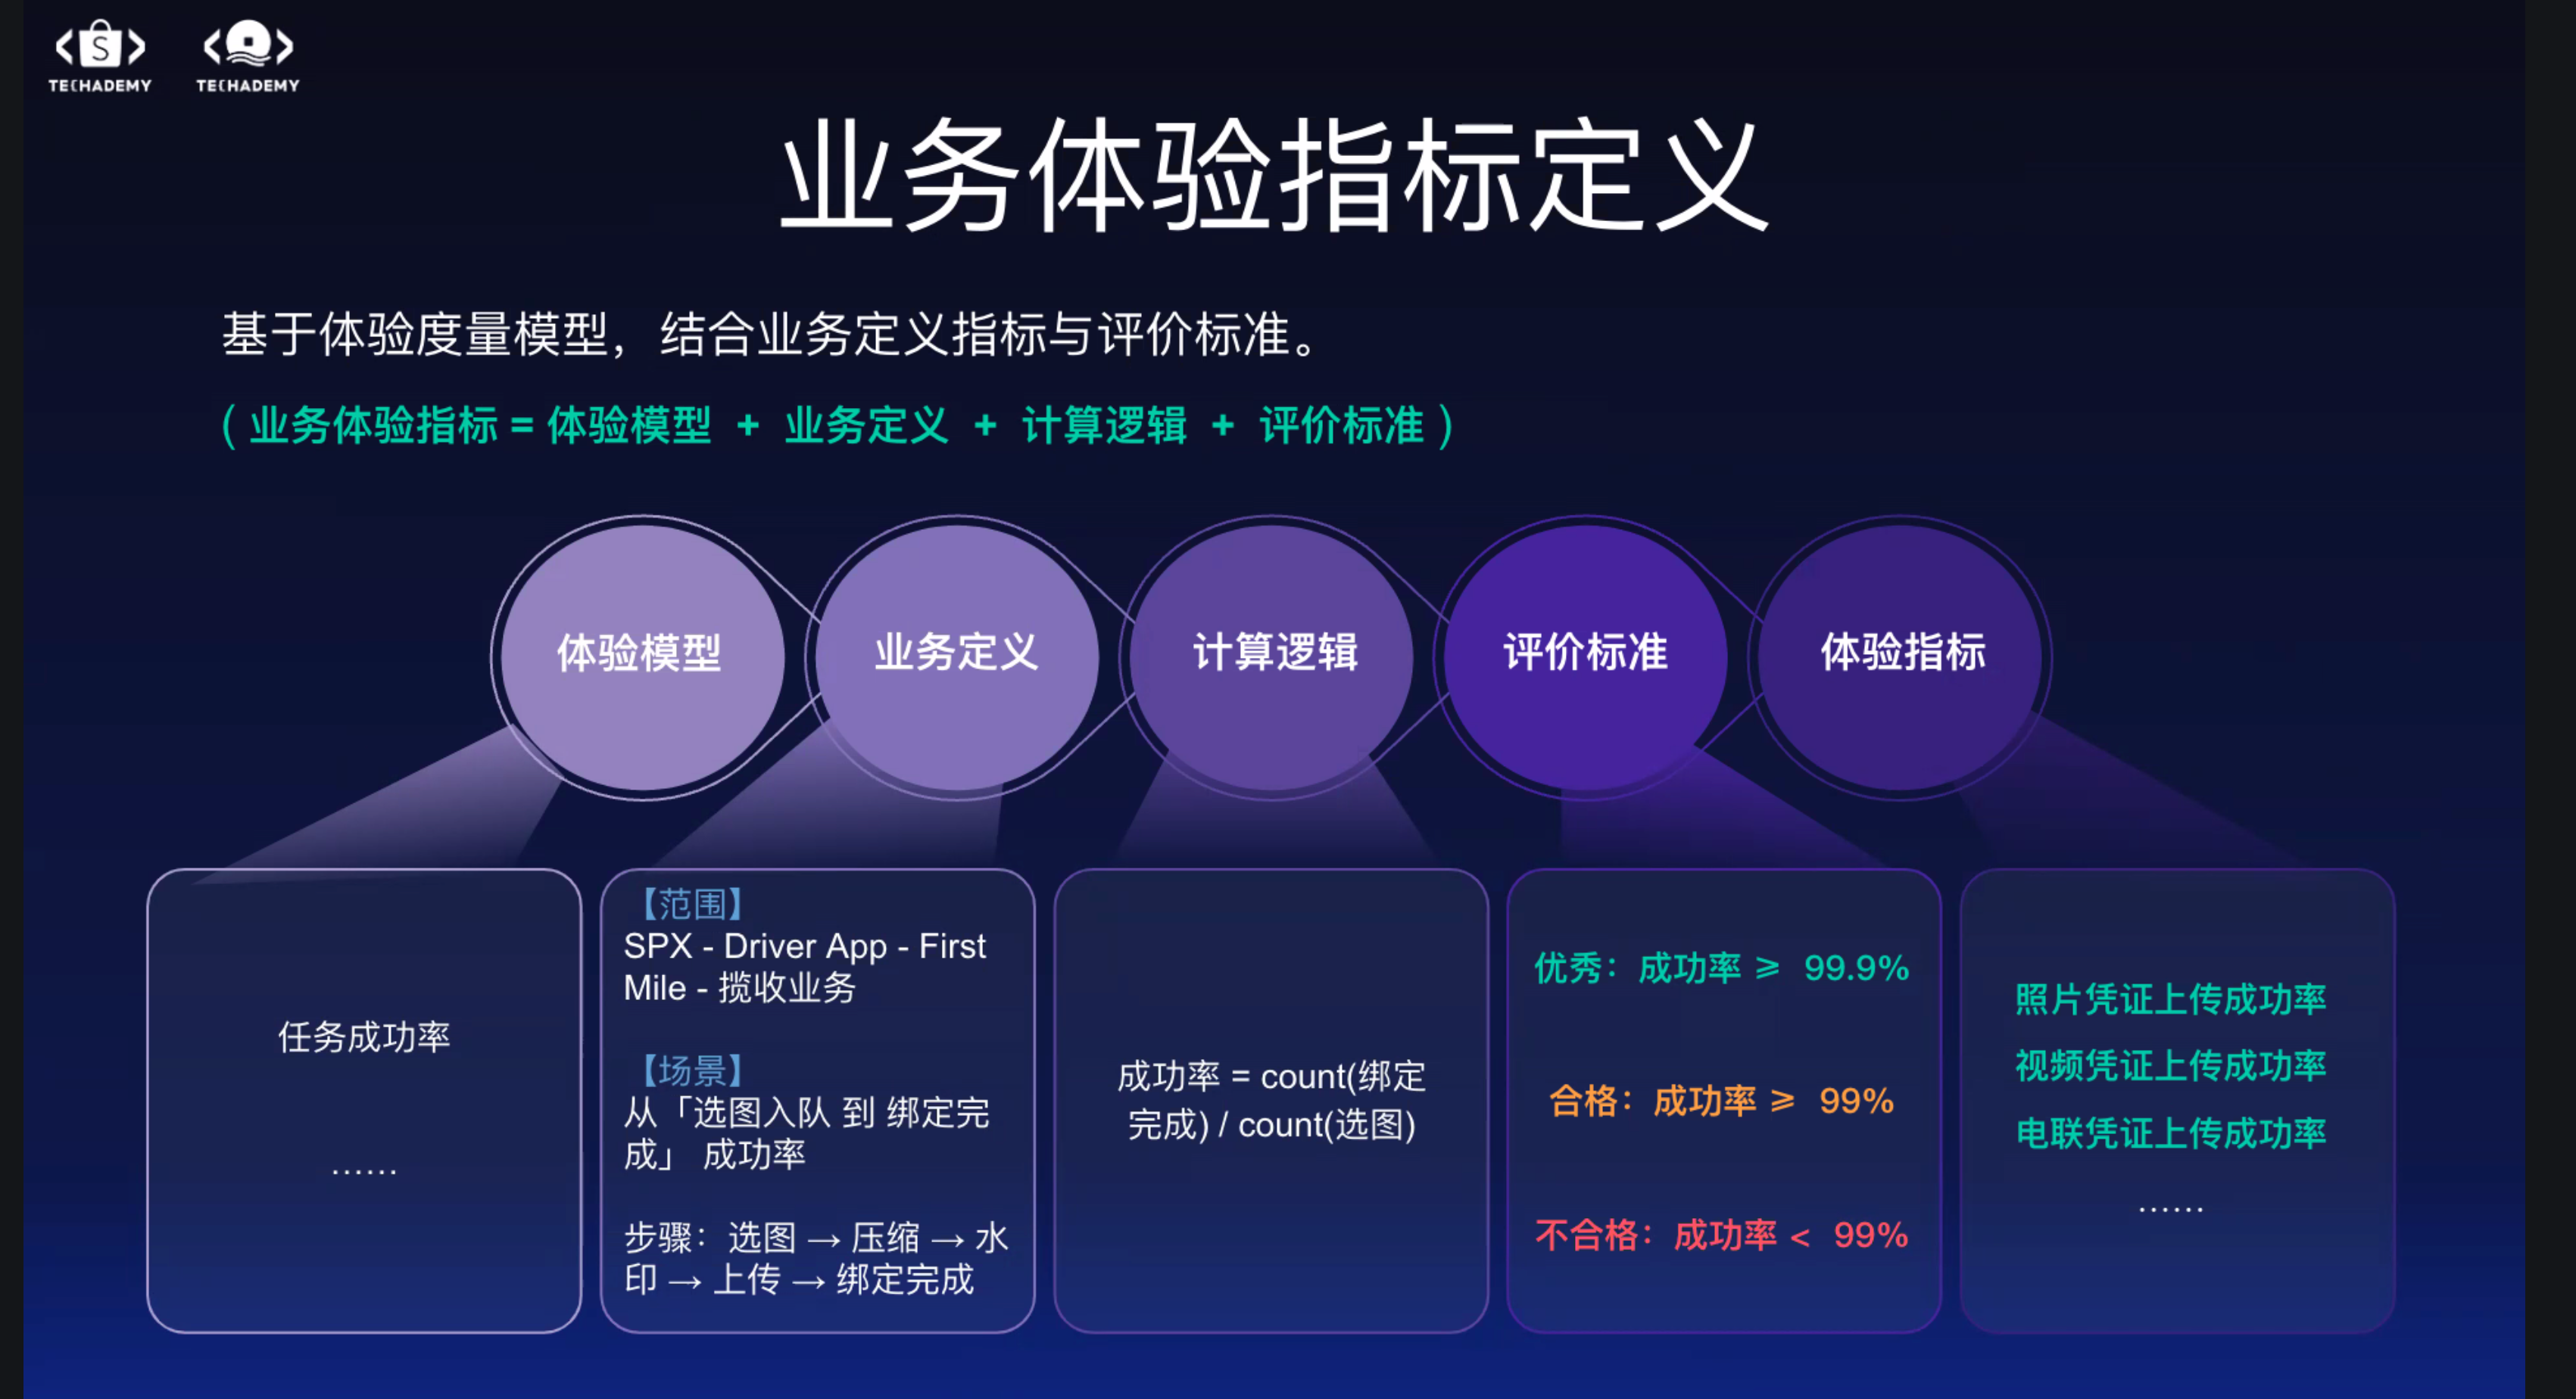 S
TECHADEMY
TECHADEMY
业务体验指标定义
基于体验度量模型，结合业务定义指标与评价标准。
( 业务体验指标 = 体验模型 + 业务定义 + 计算逻辑 + 评价标准 )
体验模型
业务定义
计算逻辑
评价标准
体验指标
任务成功率
……
【范围】
SPX - Driver App - First
Mile - 揽收业务
【场景】
从「选图入队 到 绑定完
成」 成功率
步骤：选图 → 压缩 → 水
印 → 上传 → 绑定完成
成功率 = count(绑定
完成) / count(选图)
优秀：成功率 ⩾ 99.9%
合格：成功率 ⩾ 99%
不合格：成功率 < 99%
照片凭证上传成功率
视频凭证上传成功率
电联凭证上传成功率
……